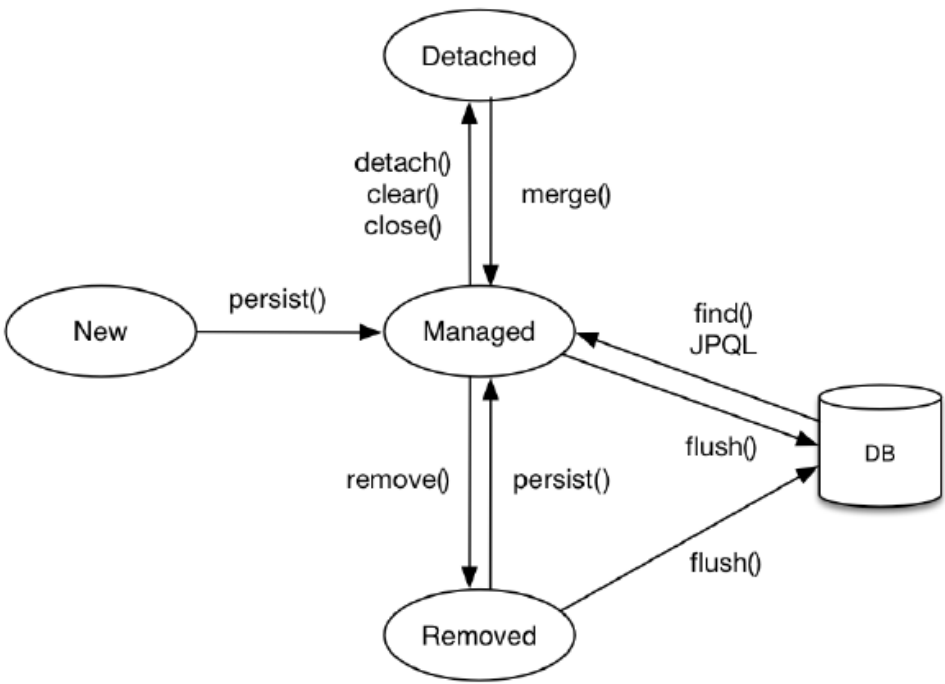 Detached
detach()
clear()
close()
merge()
persist()
New
Managed
find()
JPQL
flush()
DB
remove()
persist()
flush()
Removed